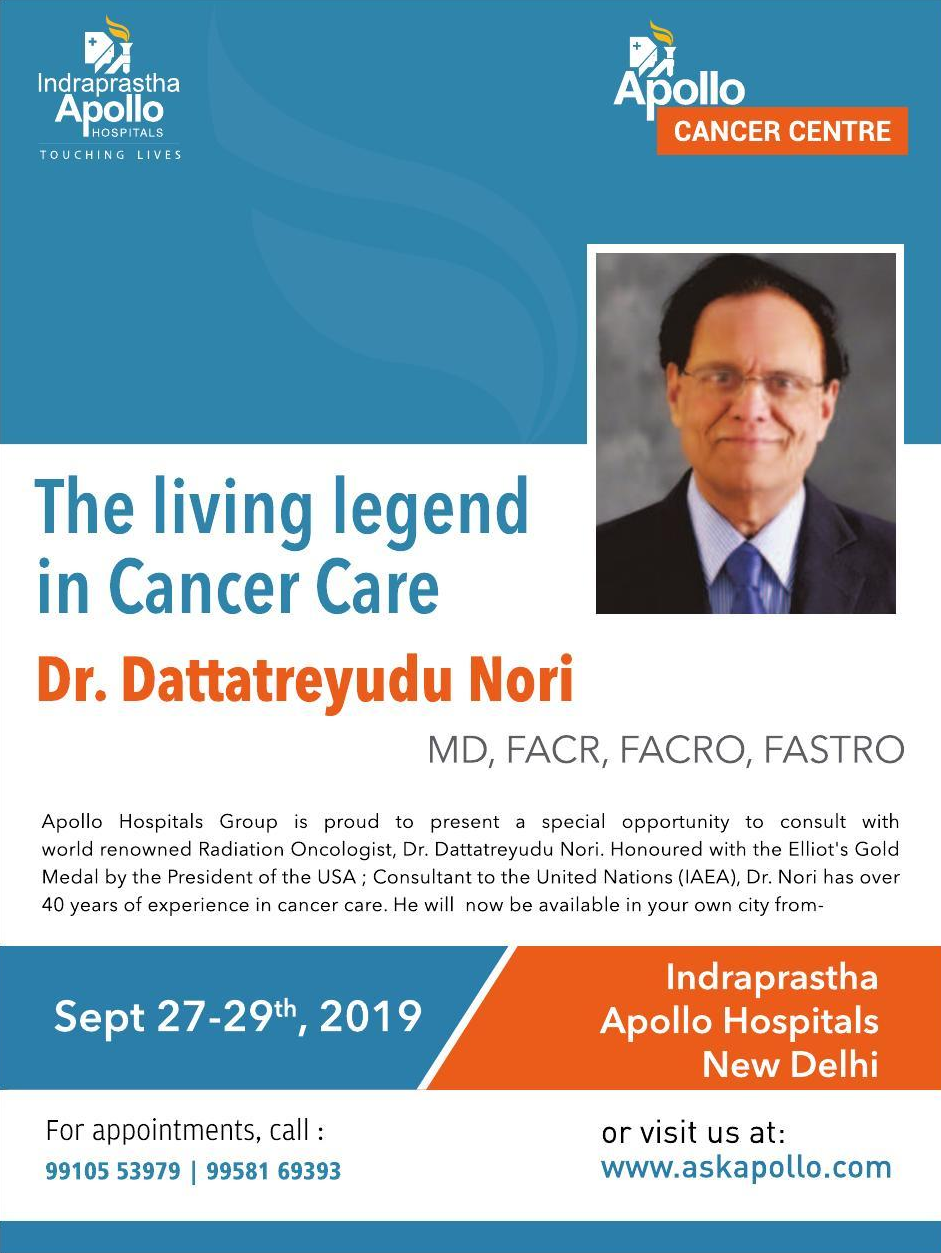 Indraprastha
Apollo
HOSPITALS
TOUCHING LIVES
Apollo
CANCER CENTRE
The living legend
in Cancer Care
Dr. Dattatreyudu Nori
MD, FACR, FACRO, FASTRO
Apollo Hospitals Group is proud to present a special opportunity to consult with
world renowned Radiation Oncologist, Dr. Dattatreyudu Nori. Honoured with the Elliot's Gold
Medal by the President of the USA ; Consultant to the United Nations (IAEA), Dr. Nori has over
40 years of experience in cancer care. He will now be available in your own city from-
Sept 27-29th, 2019
Indraprastha
Apollo Hospitals
New Delhi
For appointments, call :
99105 53979 | 99581 69393
or visit us at:
www.askapollo.com